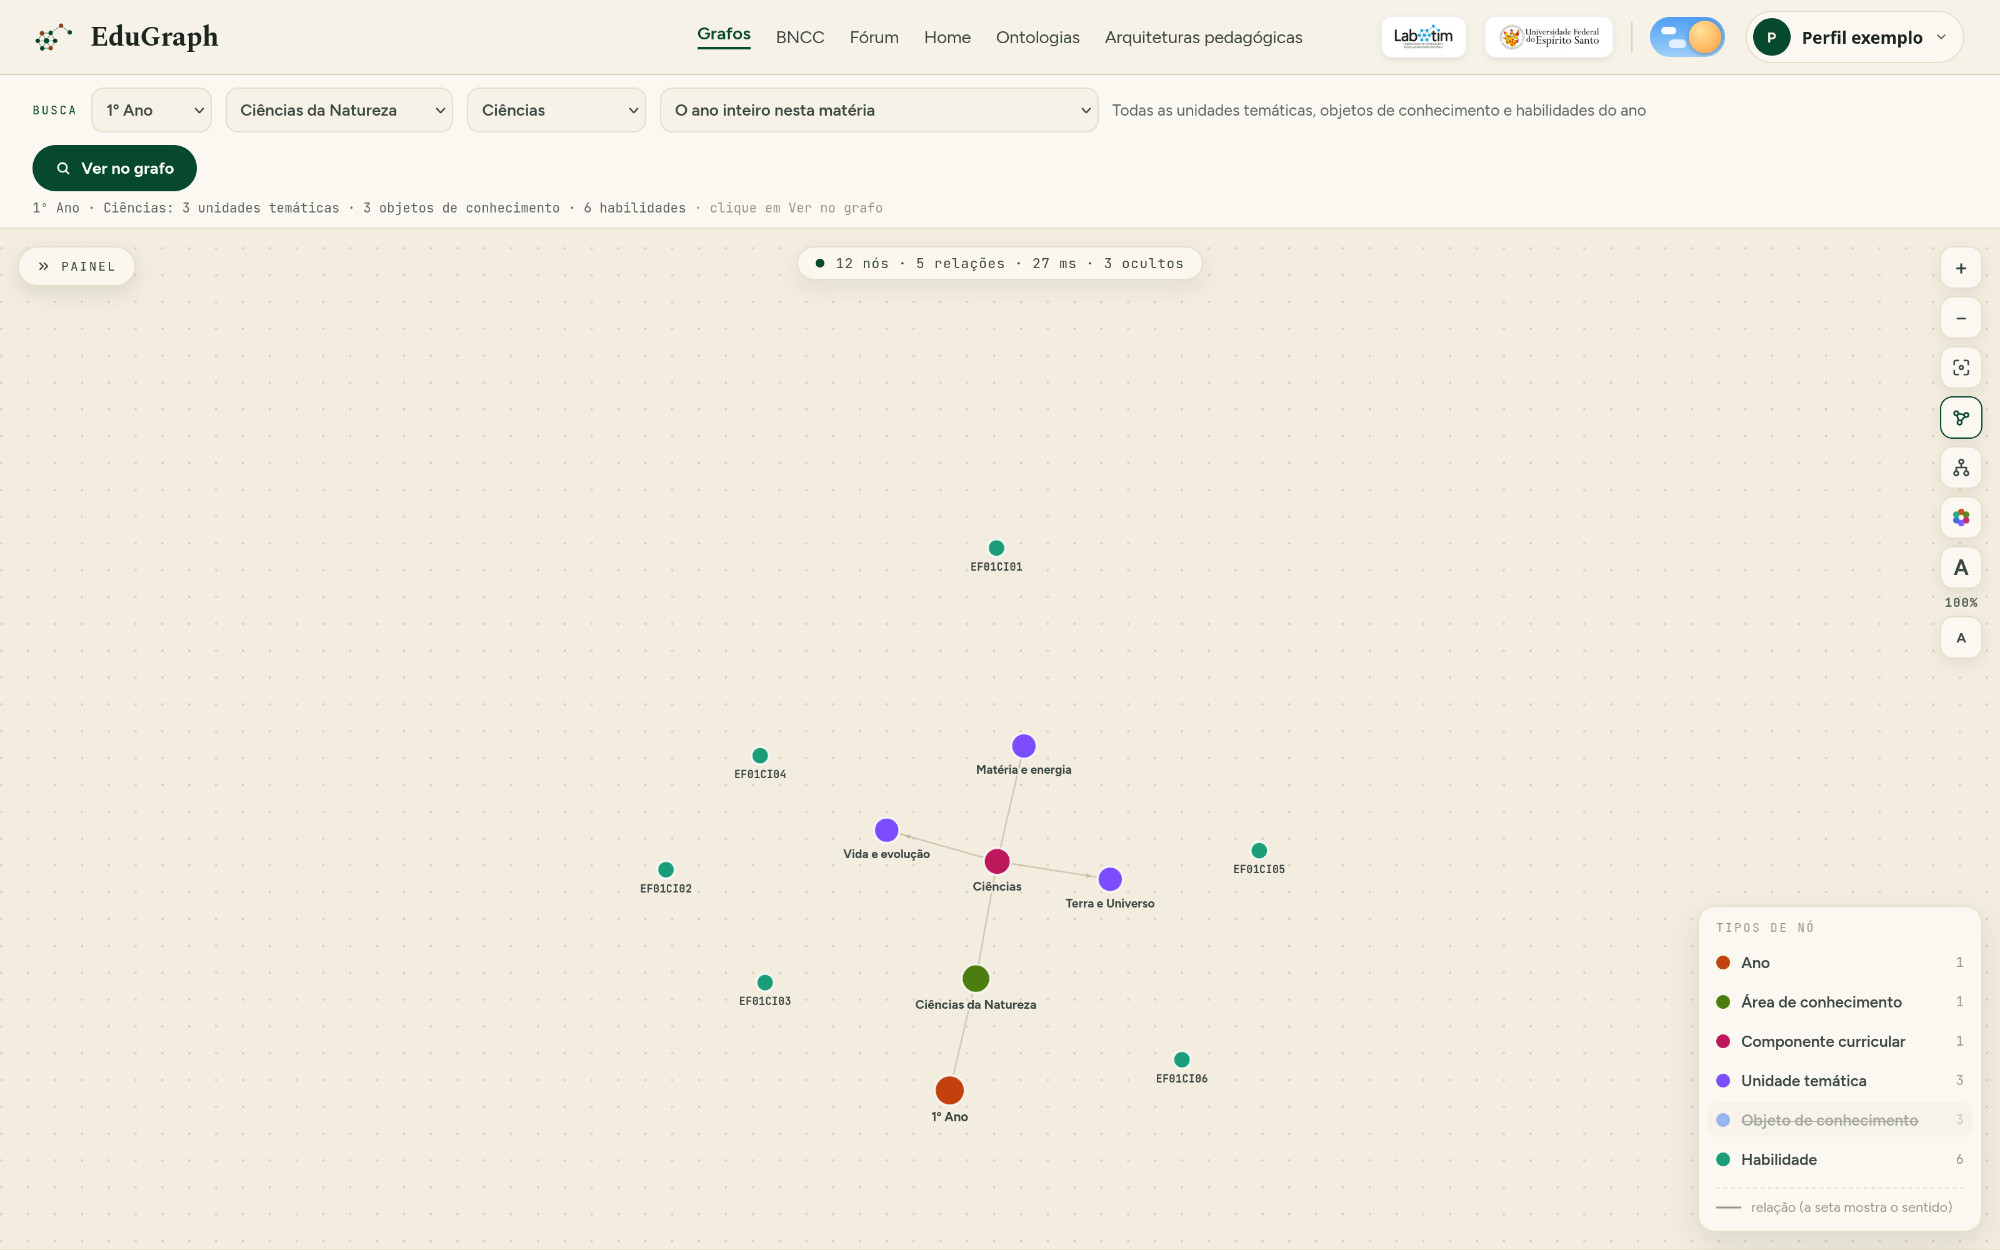 EduGraph
Grafos
BNCC
Fórum
Home
Ontologias
Arquiteturas pedagógicas
Labtim
Universidade Federal
do Espírito Santo
P
Perfil exemplo
BUSCA
1º Ano
Ciências da Natureza
Ciências
O ano inteiro nesta matéria
Todas as unidades temáticas, objetos de conhecimento e habilidades do ano
Ver no grafo
1º Ano · Ciências: 3 unidades temáticas · 3 objetos de conhecimento · 6 habilidades · clique em Ver no grafo
» PAINEL
12 nós · 5 relações · 27 ms · 3 ocultos
+
−
A
100%
A
EF01CI01
Matéria e energia
EF01CI04
Vida e evolução
EF01CI05
EF01CI02
Ciências
Terra e Universo
EF01CI03
Ciências da Natureza
EF01CI06
1º Ano
TIPOS DE NÓ
Ano 1
Área de conhecimento 1
Componente curricular 1
Unidade temática 3
Objeto de conhecimento 3
Habilidade 6
relação (a seta mostra o sentido)